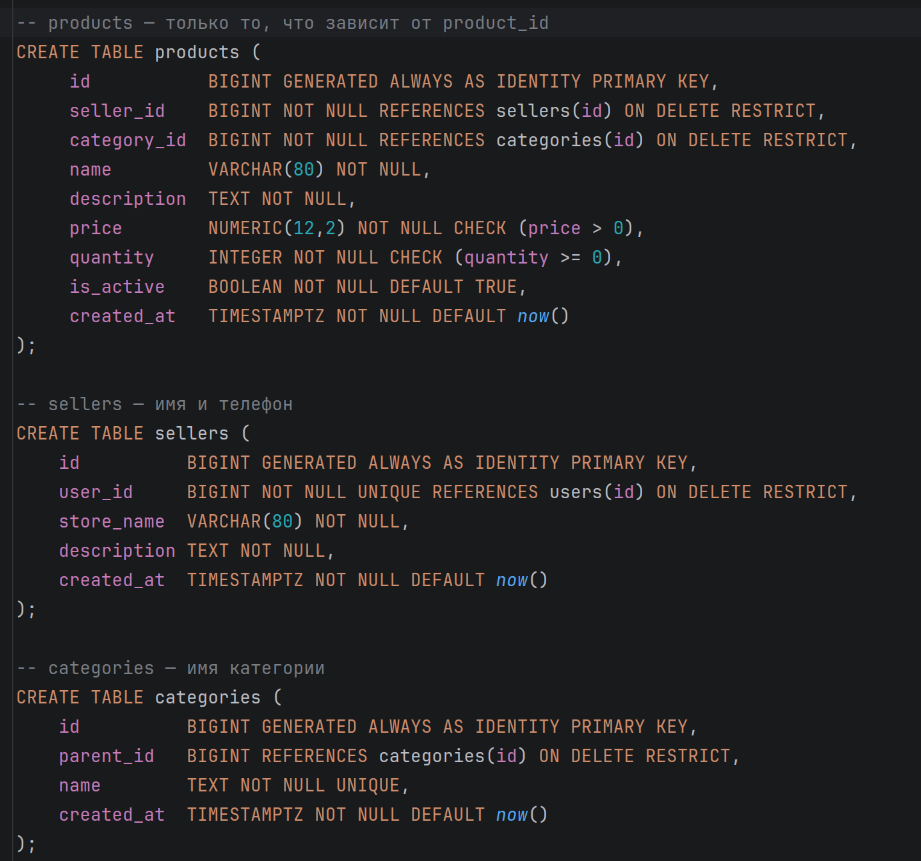 -- products — только то, что зависит от product_id
CREATE TABLE products (
id BIGINT GENERATED ALWAYS AS IDENTITY PRIMARY KEY,
seller_id BIGINT NOT NULL REFERENCES sellers(id) ON DELETE RESTRICT,
category_id BIGINT NOT NULL REFERENCES categories(id) ON DELETE RESTRICT,
name VARCHAR(80) NOT NULL,
description TEXT NOT NULL,
price NUMERIC(12,2) NOT NULL CHECK (price > 0),
quantity INTEGER NOT NULL CHECK (quantity >= 0),
is_active BOOLEAN NOT NULL DEFAULT TRUE,
created_at TIMESTAMPTZ NOT NULL DEFAULT now()
);
-- sellers — имя и телефон
CREATE TABLE sellers (
id BIGINT GENERATED ALWAYS AS IDENTITY PRIMARY KEY,
user_id BIGINT NOT NULL UNIQUE REFERENCES users(id) ON DELETE RESTRICT,
store_name VARCHAR(80) NOT NULL,
description TEXT NOT NULL,
created_at TIMESTAMPTZ NOT NULL DEFAULT now()
);
-- categories — имя категории
CREATE TABLE categories (
id BIGINT GENERATED ALWAYS AS IDENTITY PRIMARY KEY,
parent_id BIGINT REFERENCES categories(id) ON DELETE RESTRICT,
name TEXT NOT NULL UNIQUE,
created_at TIMESTAMPTZ NOT NULL DEFAULT now()
);